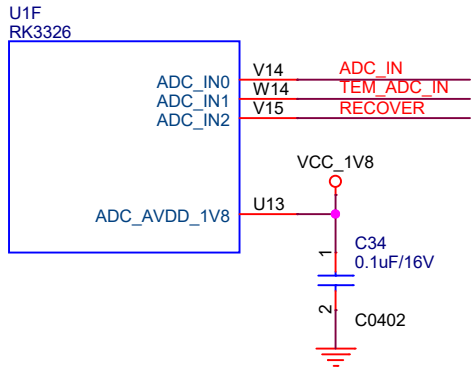 U1F
RK3326
ADC_IN0 V14 ADC_IN
ADC_IN1 W14 TEM_ADC_IN
ADC_IN2 V15 RECOVER
VCC_1V8
ADC_AVDD_1V8 U13
1 C34
0.1uF/16V
2 C0402